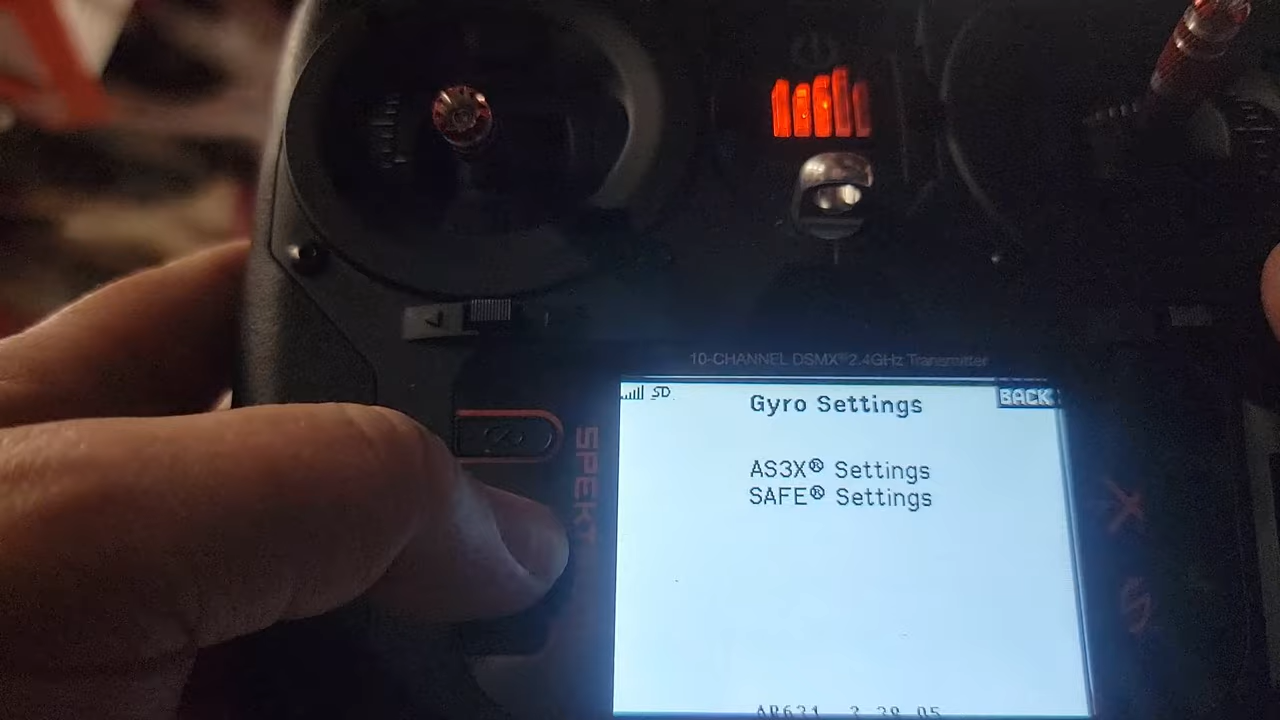 10-CHANNEL DSMX® 2.4GHz Transmitter
SD
BACK
Gyro Settings
AS3X® Settings
SAFE® Settings
SPEKT